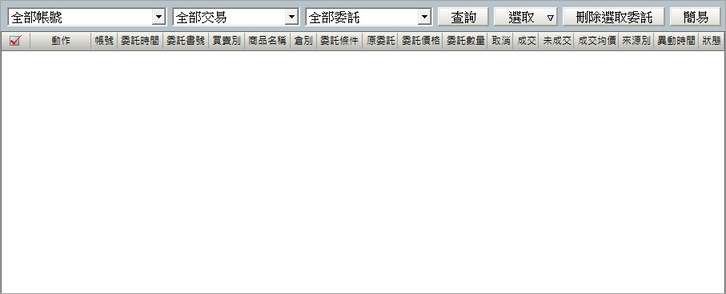 全部帳號 全部交易 全部委託 查詢 選取 刪除選取委託 簡易
動作 帳號 委託時間 委託書號 買賣別 商品名稱 倉別 委託條件 原委託 委託價格 委託數量 取消 成交 未成交 成交均價 來源別 異動時間 狀態